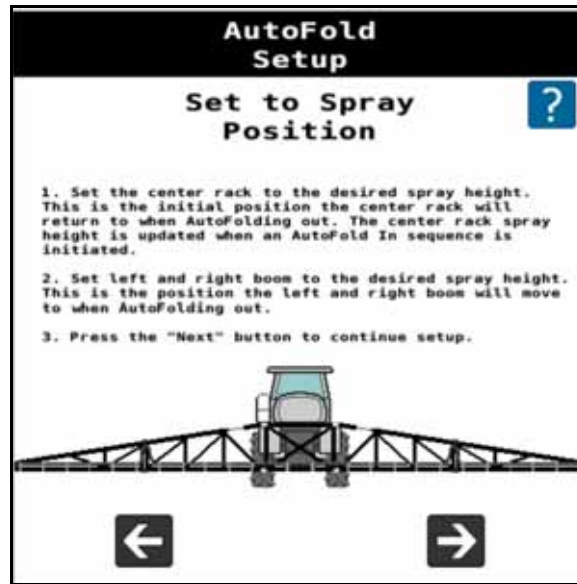 AutoFold
Setup
Set to Spray
Position
?
1. Set the center rack to the desired spray height.
This is the initial position the center rack will
return to when AutoFolding out. The center rack spray
height is updated when an AutoFold In sequence is
initiated.
2. Set left and right boom to the desired spray height.
This is the position the left and right boom will move
to when AutoFolding out.
3. Press the "Next" button to continue setup.